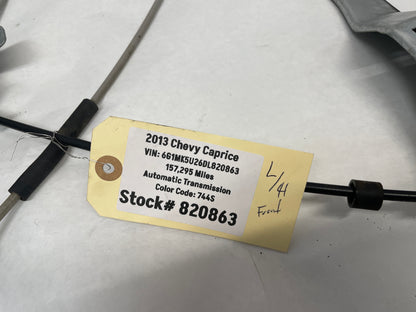 2013 Chevy Caprice
VIN: 6G1MK5U26DL820863
157,295 Miles
Automatic Transmission
Color Code: 744S
Stock# 820863
L/H
Front